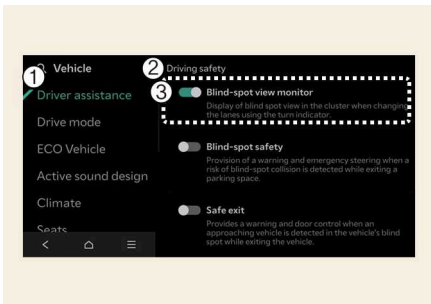 Vehicle
1
Driver assistance
Drive mode
ECO Vehicle
Active sound design
Climate
Seats
2
Driving safety
3
Blind-spot view monitor
Display of blind spot view in the cluster when changing
the lanes using the turn indicator.
Blind-spot safety
Provision of a warning and emergency steering when a
risk of blind-spot collision is detected while exiting a
parking space.
Safe exit
Provides a warning and door control when an
approaching vehicle is detected in the vehicle's blind
spot while exiting the vehicle.